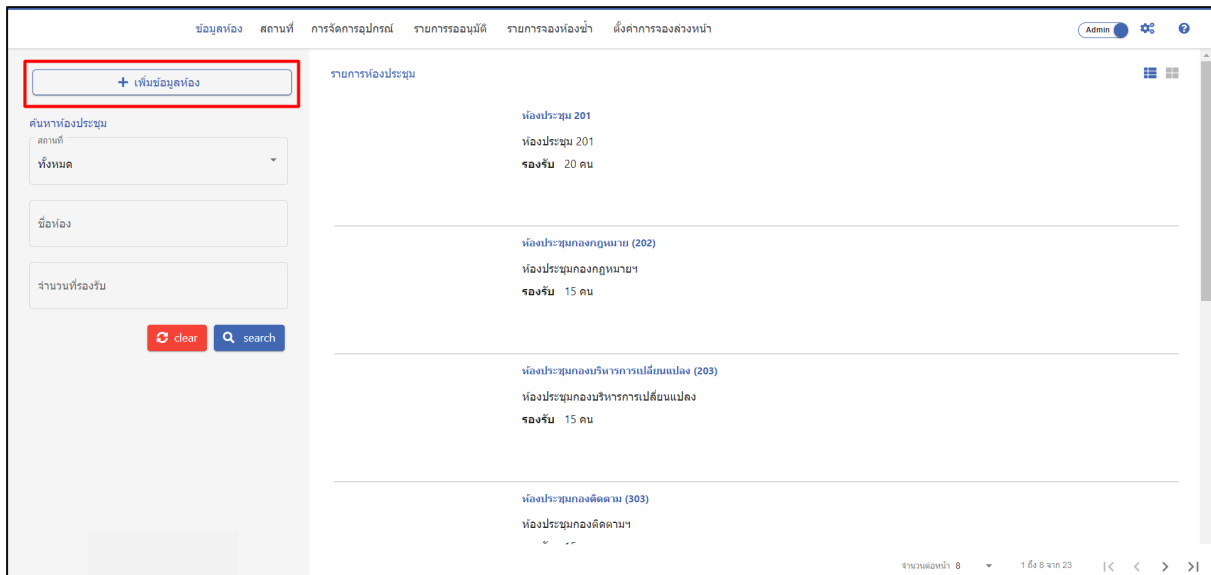 ข้อมูลห้อง สถานที่ การจัดการอุปกรณ์ รายการรออนุมัติ รายการจองห้องซ้ำ ตั้งค่าการจองล่วงหน้า Admin
+ เพิ่มข้อมูลห้อง
ค้นหาห้องประชุม
สถานที่
ทั้งหมด
ชื่อห้อง
จำนวนที่รองรับ
clear search
รายการห้องประชุม
ห้องประชุม 201
ห้องประชุม 201
รองรับ 20 คน
ห้องประชุมกองกฎหมาย (202)
ห้องประชุมกองกฎหมายฯ
รองรับ 15 คน
ห้องประชุมกองบริหารการเปลี่ยนแปลง (203)
ห้องประชุมกองบริหารการเปลี่ยนแปลง
รองรับ 15 คน
ห้องประชุมกองติดตาม (303)
ห้องประชุมกองติดตามฯ
จำนวนต่อหน้า 8 1 ถึง 8 จาก 23